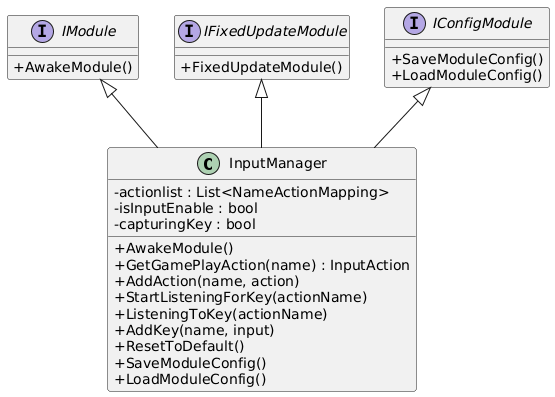 I IModule
+AwakeModule()
I IFixedUpdateModule
+FixedUpdateModule()
I IConfigModule
+SaveModuleConfig()
+LoadModuleConfig()
C InputManager
-actionlist : List<NameActionMapping>
-isInputEnable : bool
-capturingKey : bool
+AwakeModule()
+GetGamePlayAction(name) : InputAction
+AddAction(name, action)
+StartListeningForKey(actionName)
+ListeningToKey(actionName)
+AddKey(name, input)
+ResetToDefault()
+SaveModuleConfig()
+LoadModuleConfig()